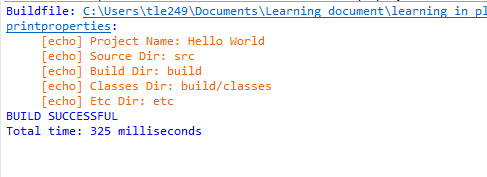 Buildfile: C:\Users\tle249\Documents\Learning document\learning in pl
printproperties:
[echo] Project Name: Hello World
[echo] Source Dir: src
[echo] Build Dir: build
[echo] Classes Dir: build/classes
[echo] Etc Dir: etc
BUILD SUCCESSFUL
Total time: 325 milliseconds